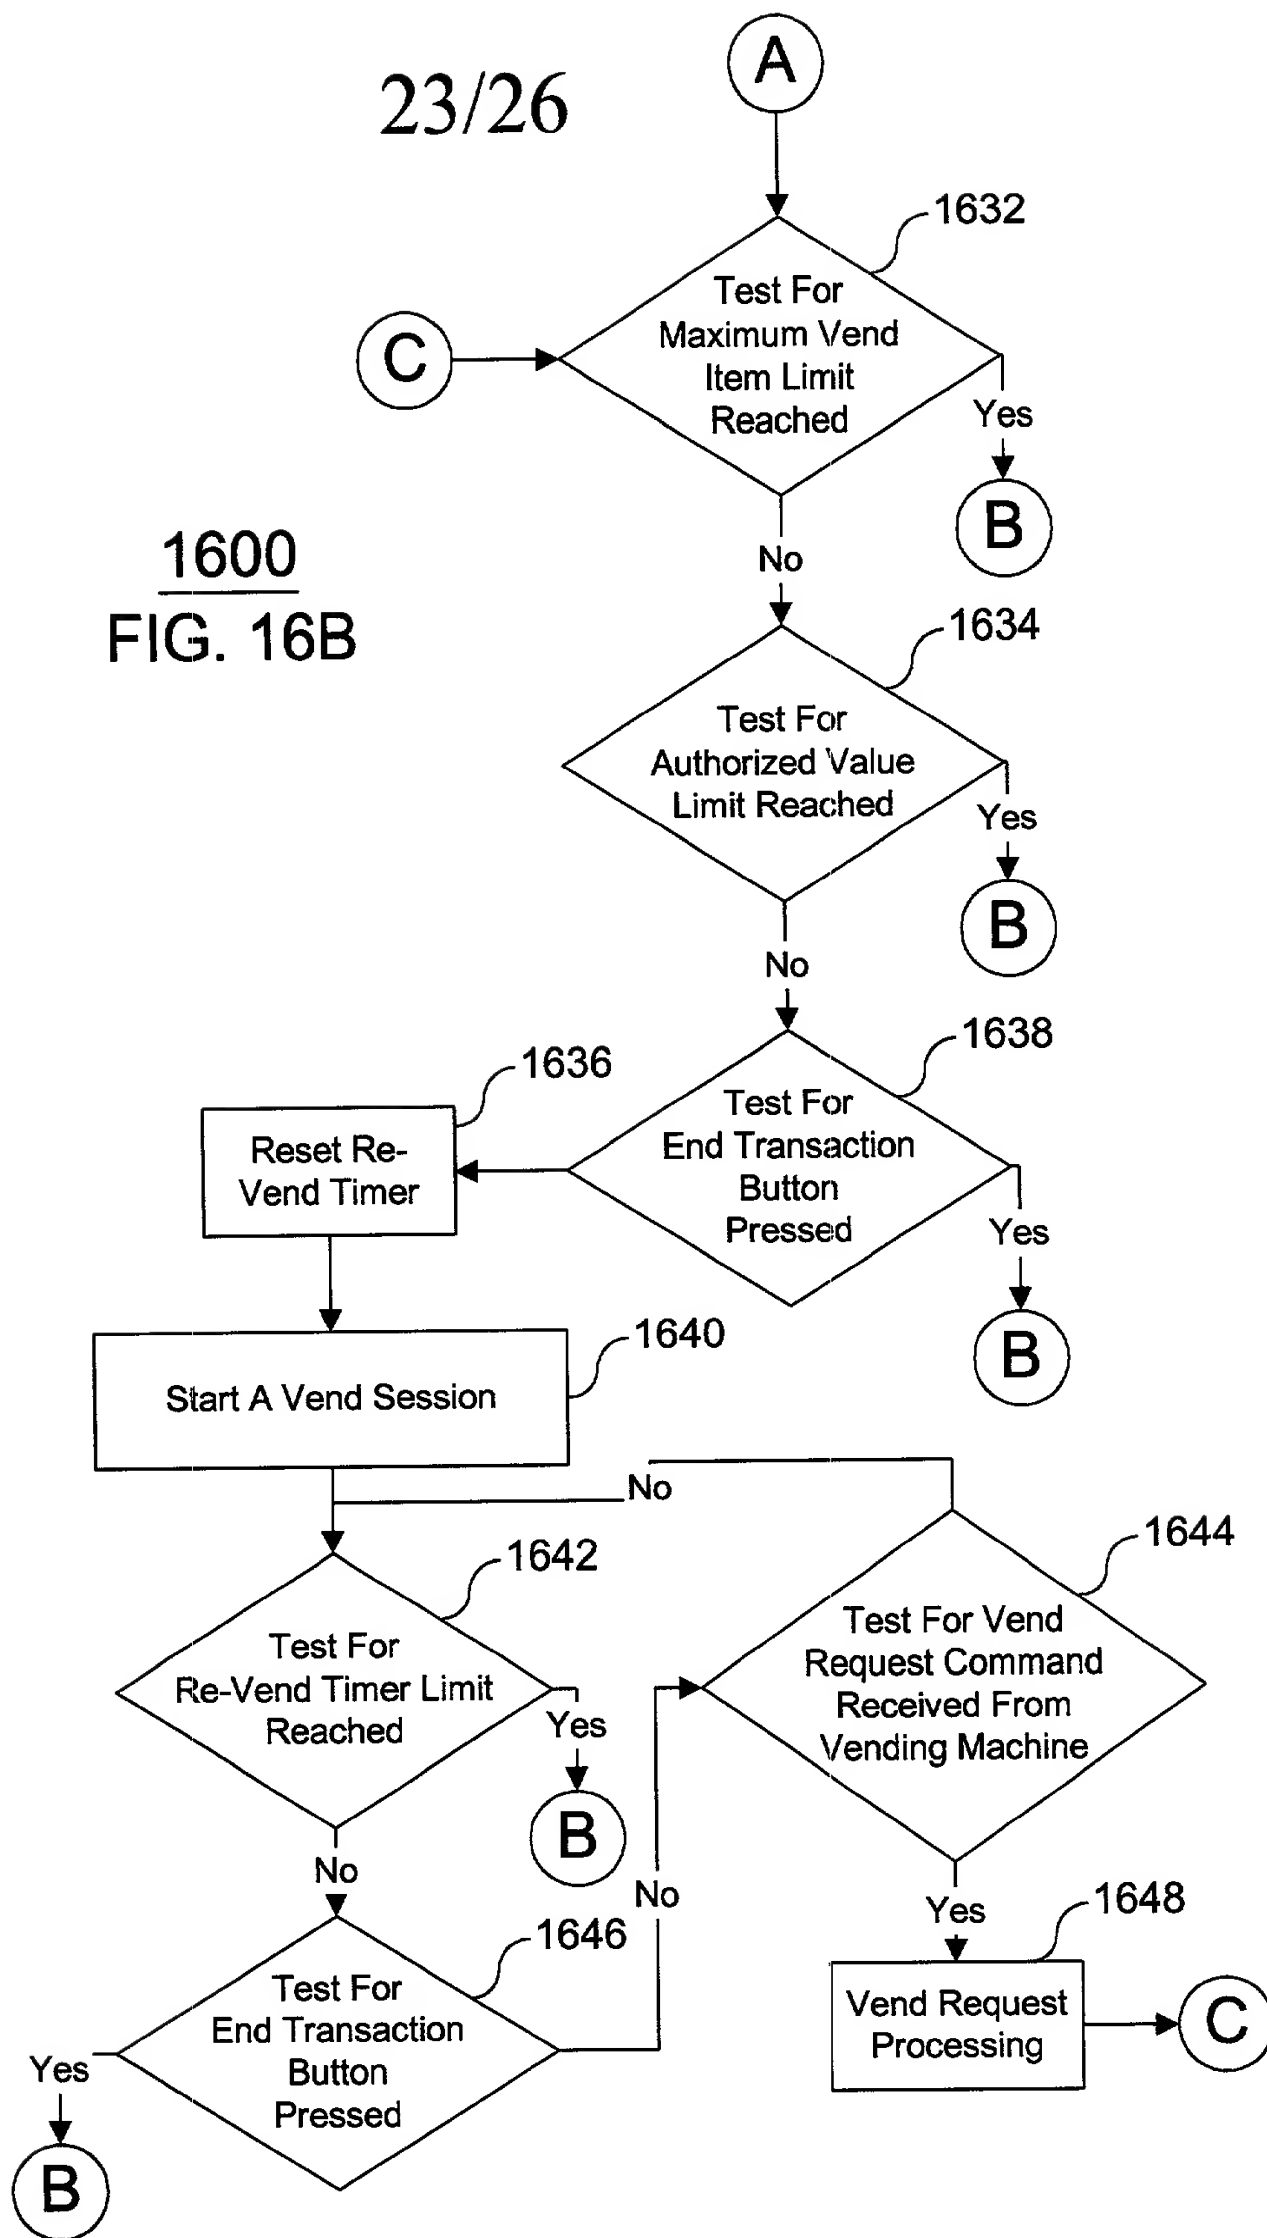 A
23/26
1632
Test For
Maximum Vend
Item Limit
Reached
C
Yes
B
No
1600
FIG. 16B
1634
Test For
Authorized Value
Limit Reached
Yes
B
No
1638
Test For
End Transaction
Button
Pressed
Yes
B
1636
Reset Re-
Vend Timer
1640
Start A Vend Session
No
1642
Test For
Re-Vend Timer Limit
Reached
Yes
B
No
1644
Test For Vend
Request Command
Received From
Vending Machine
Yes
No
1646
Test For
End Transaction
Button
Pressed
Yes
B
1648
Vend Request
Processing
C